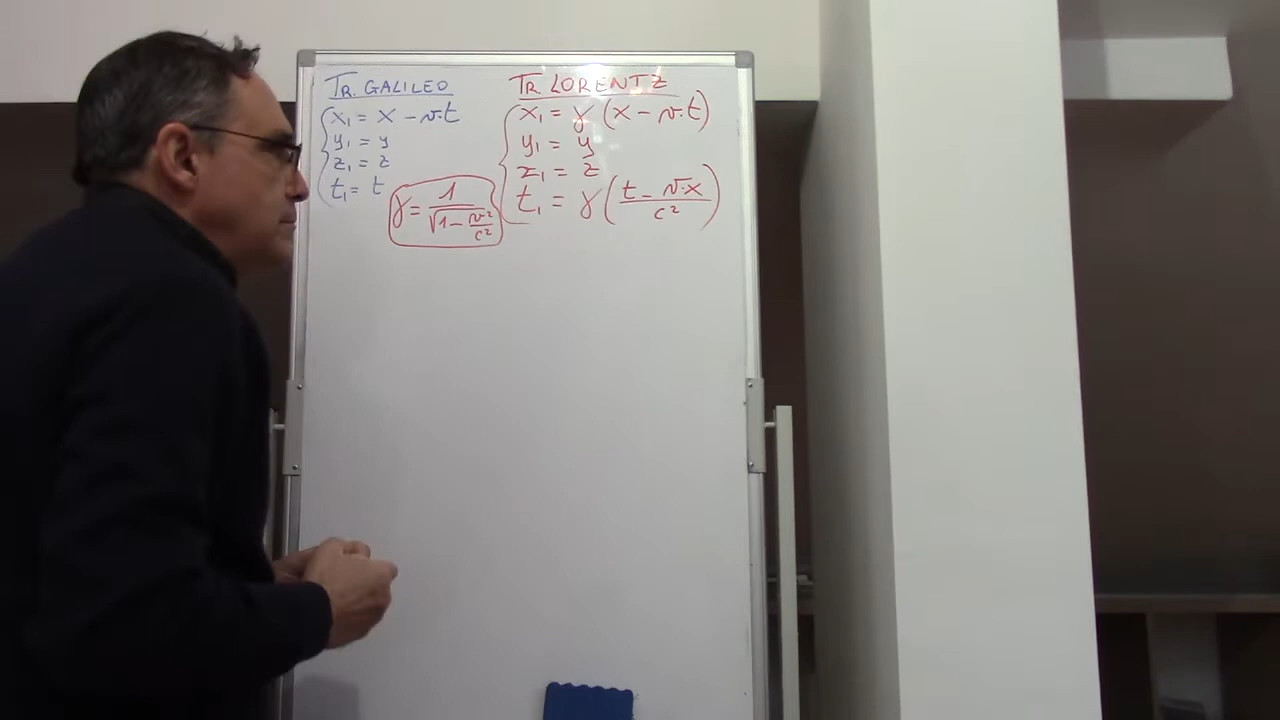 TR. GALILEO
x₁ = x - v·t
y₁ = y
z₁ = z
t₁ = t
γ = 1 / √(1 - v²/c²)
TR LORENTZ
x₁ = γ (x - v·t)
y₁ = y
z₁ = z
t₁ = γ ((t - v·x) / c²)